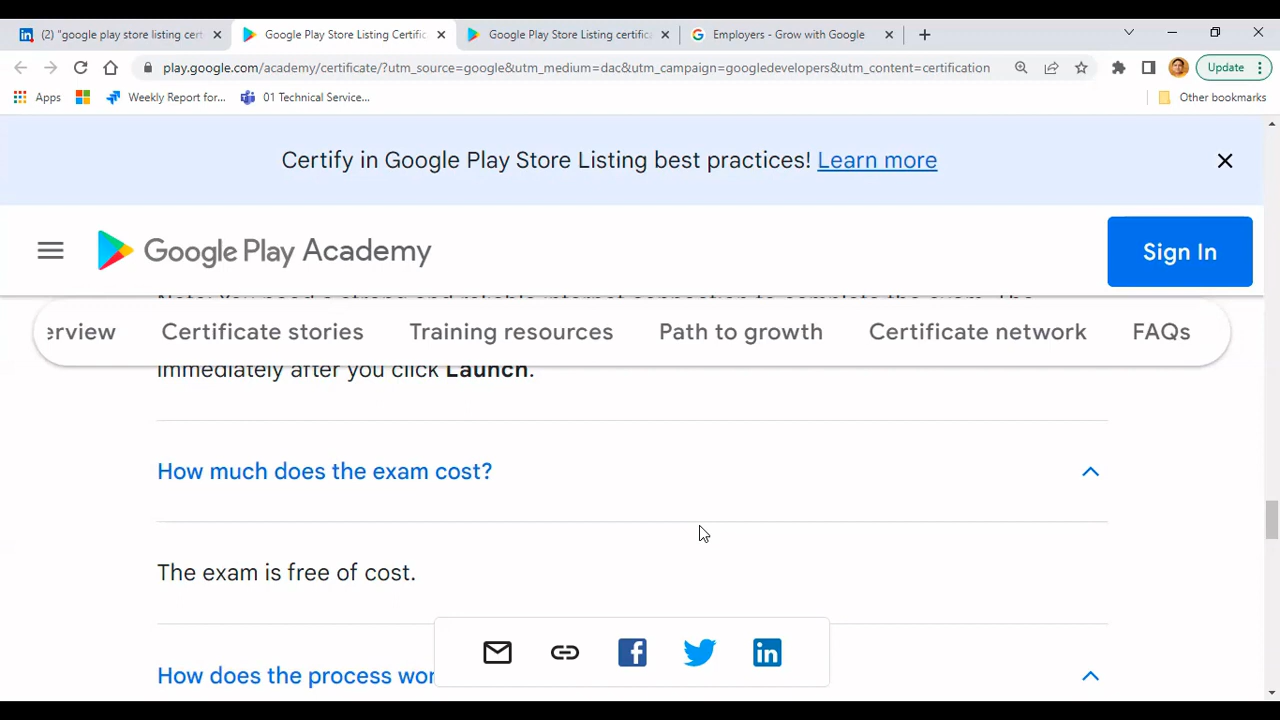 (2) "google play store listing cert
Google Play Store Listing Certific
Google Play Store Listing certifica
Employers - Grow with Google
play.google.com/academy/certificate/?utm_source=google&utm_medium=dac&utm_campaign=googledevelopers&utm_content=certification
Update
Apps
Weekly Report for...
01 Technical Service...
Other bookmarks
Certify in Google Play Store Listing best practices! Learn more
Google Play Academy
Sign In
erview
Certificate stories
Training resources
Path to growth
Certificate network
FAQs
immediately after you click Launch.
How much does the exam cost?
The exam is free of cost.
How does the process wor